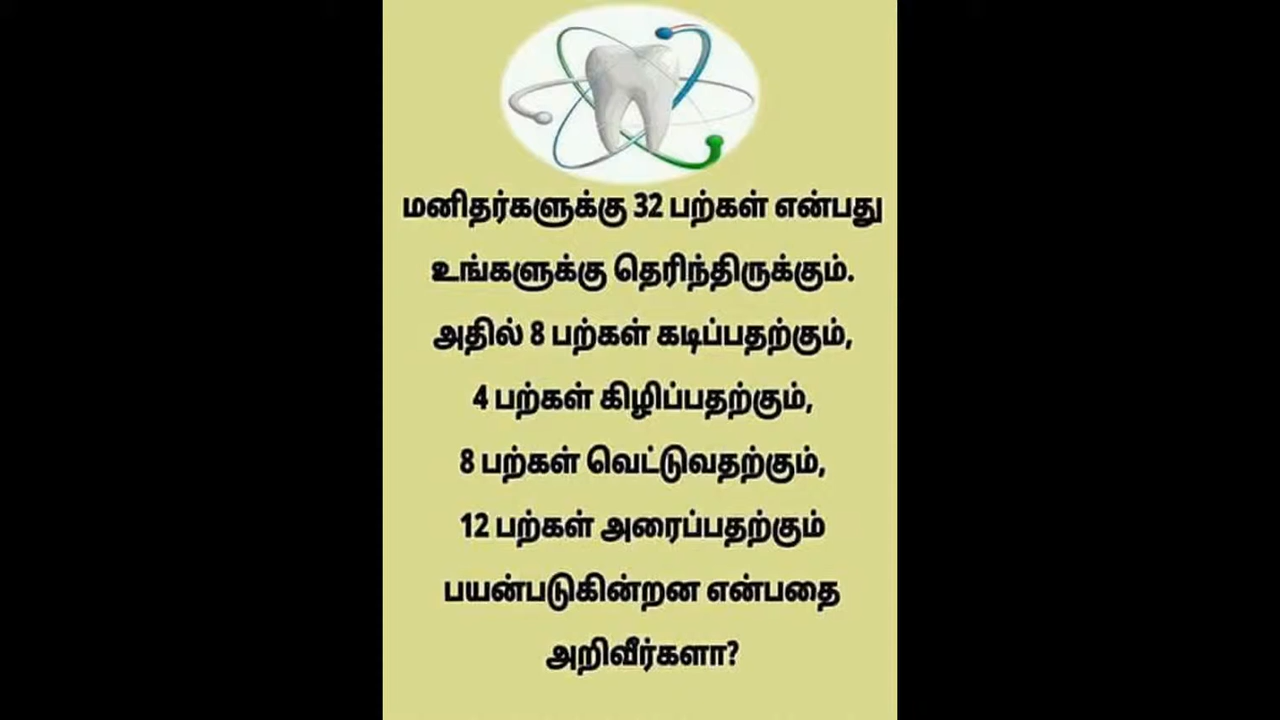 மனிதர்களுக்கு 32 பற்கள் என்பது
உங்களுக்கு தெரிந்திருக்கும்.
அதில் 8 பற்கள் கடிப்பதற்கும்,
4 பற்கள் கிழிப்பதற்கும்,
8 பற்கள் வெட்டுவதற்கும்,
12 பற்கள் அரைப்பதற்கும்
பயன்படுகின்றன என்பதை
அறிவீர்களா?